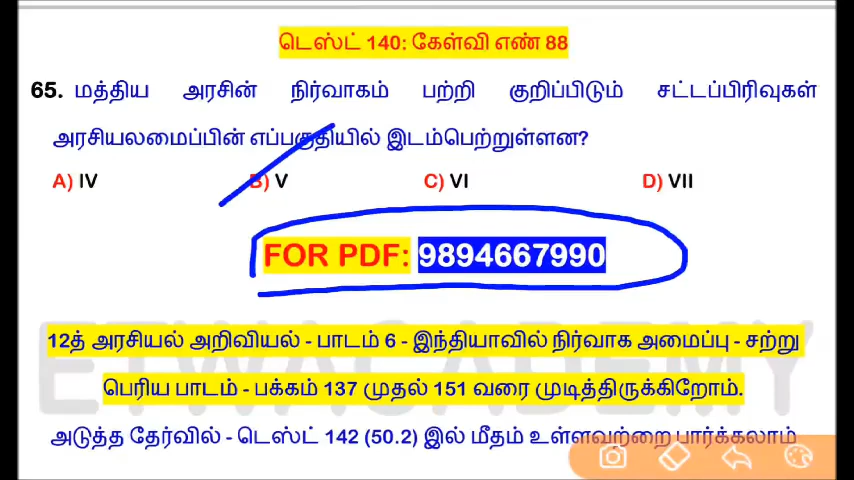 டெஸ்ட் 140: கேள்வி எண் 88
65. மத்திய அரசின் நிர்வாகம் பற்றி குறிப்பிடும் சட்டப்பிரிவுகள்
அரசியலமைப்பின் எப்பகுதியில் இடம்பெற்றுள்ளன?
A) IV B) V C) VI D) VII
FOR PDF: 9894667990
ETWACADEMY
12த் அரசியல் அறிவியல் - பாடம் 6 - இந்தியாவில் நிர்வாக அமைப்பு - சற்று
பெரிய பாடம் - பக்கம் 137 முதல் 151 வரை முடித்திருக்கிறோம்.
அடுத்த தேர்வில் - டெஸ்ட் 142 (50.2) இல் மீதம் உள்ளவற்றை பார்க்கலாம்